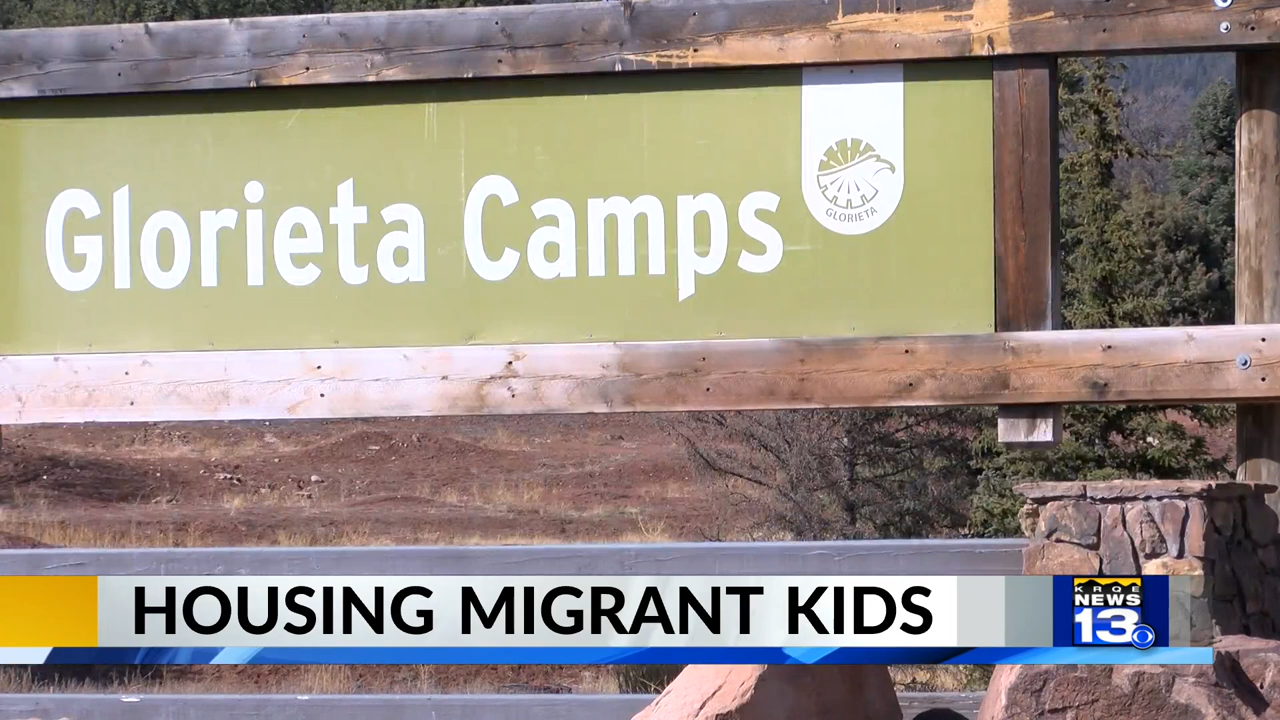 Glorieta Camps
GLORIETA
HOUSING MIGRANT KIDS
KRQE
NEWS
13